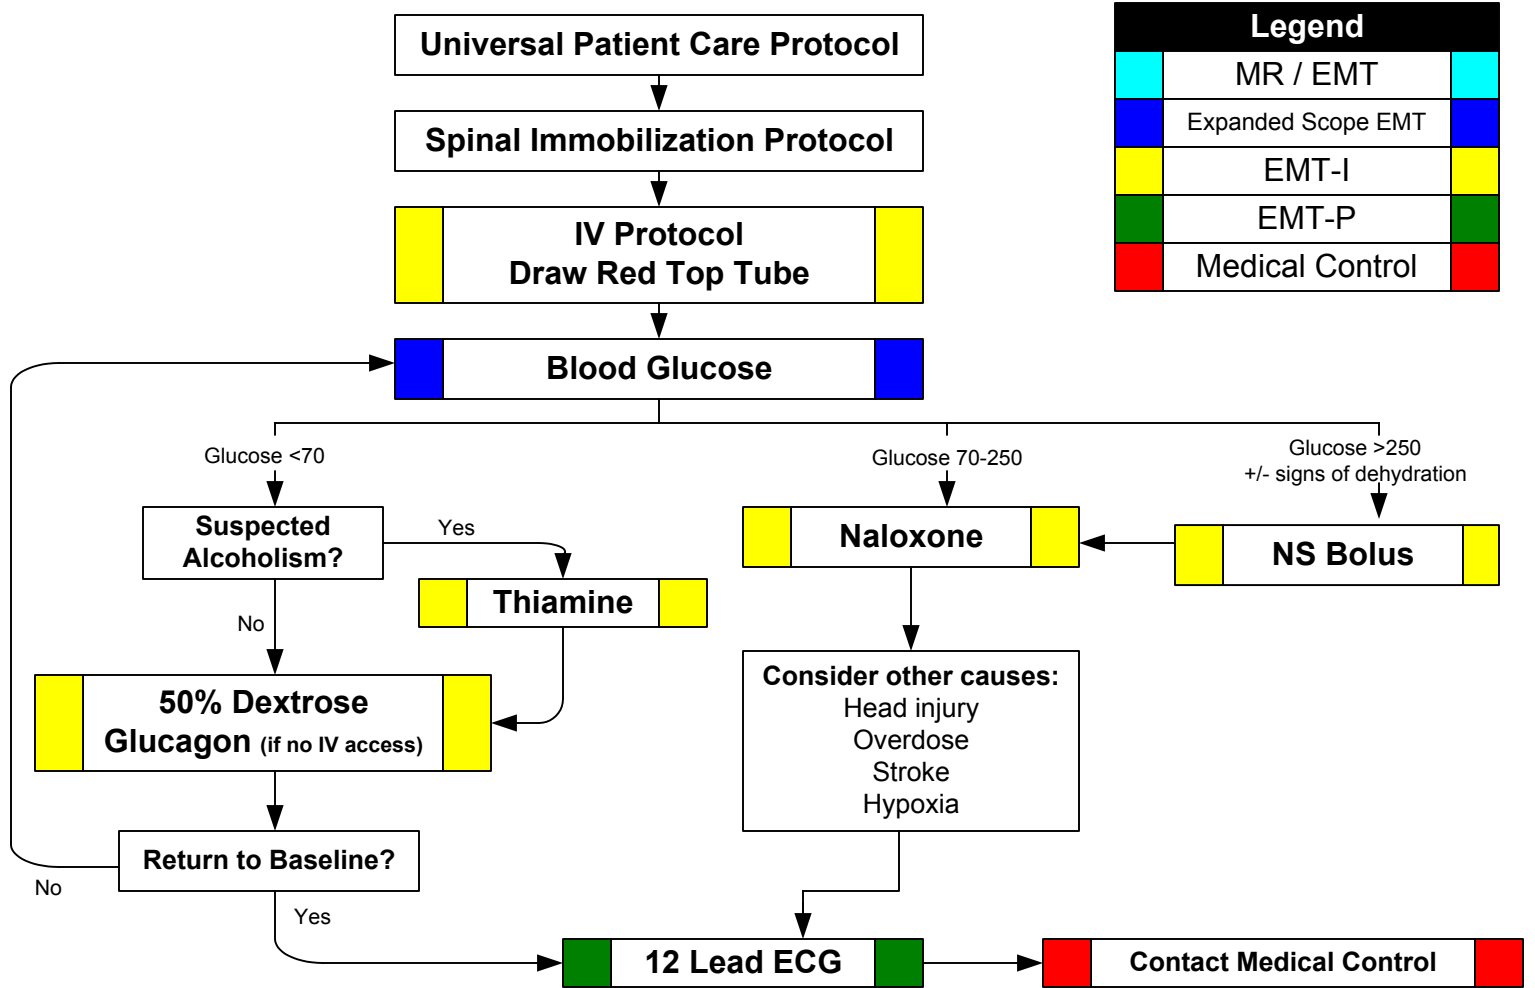 Universal Patient Care Protocol
Spinal Immobilization Protocol
IV Protocol
Draw Red Top Tube
Blood Glucose
Legend
MR / EMT
Expanded Scope EMT
EMT-I
EMT-P
Medical Control
Glucose <70
Glucose 70-250
Glucose >250
+/- signs of dehydration
Suspected
Alcoholism?
Yes
Thiamine
No
Naloxone
NS Bolus
50% Dextrose
Glucagon (if no IV access)
Consider other causes:
Head injury
Overdose
Stroke
Hypoxia
Return to Baseline?
No
Yes
12 Lead ECG
Contact Medical Control